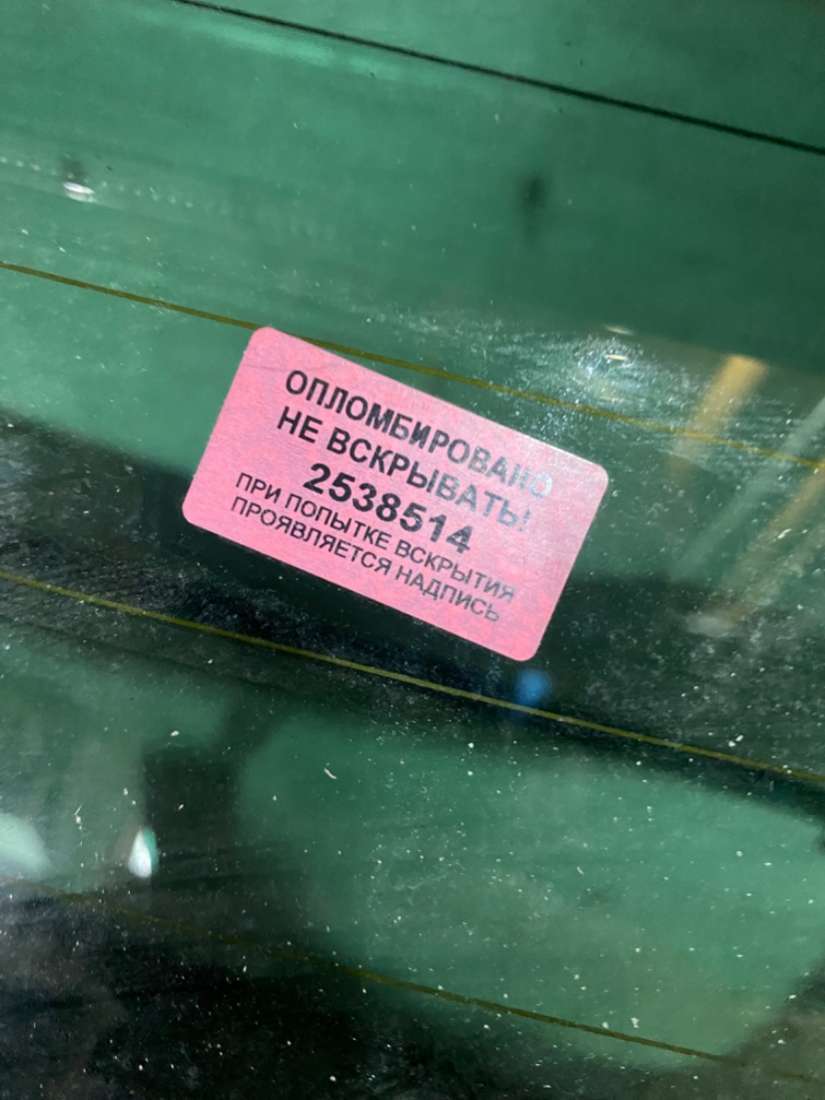 ОПЛОМБИРОВАНО
НЕ ВСКРЫВАТЬ!
2538514
ПРИ ПОПЫТКЕ ВСКРЫТИЯ
ПРОЯВЛЯЕТСЯ НАДПИСЬ